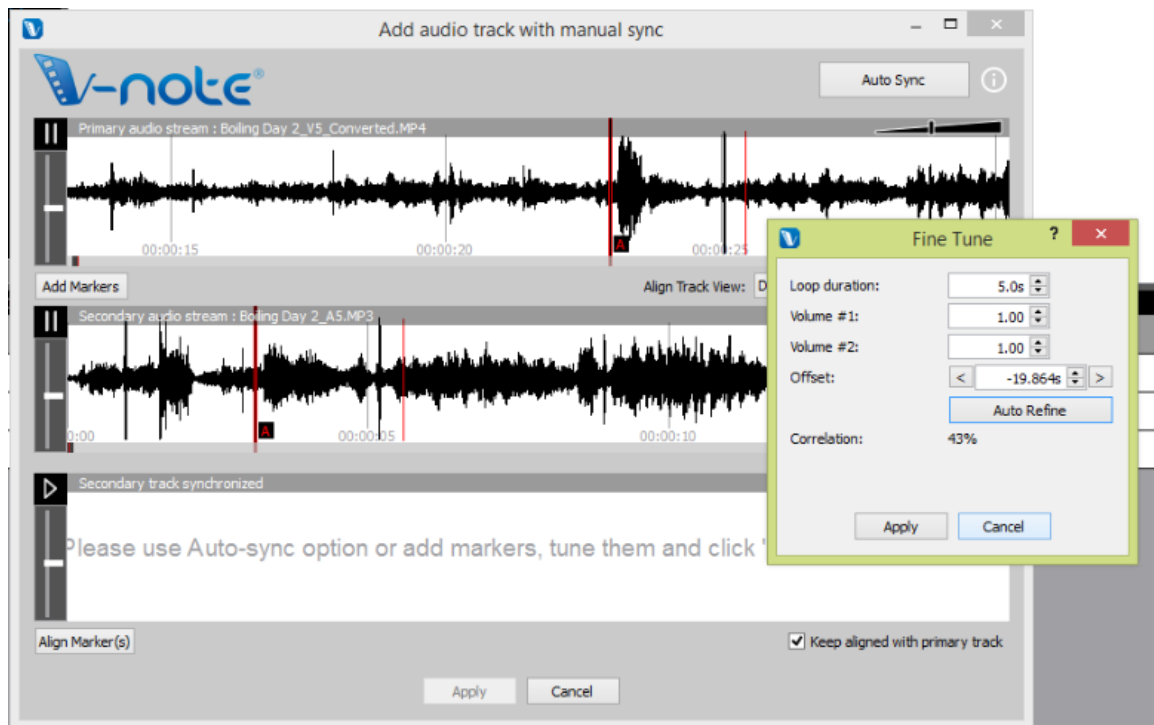 Add audio track with manual sync
V-note®
Auto Sync
Primary audio stream : Boiling Day 2_V5_Converted.MP4
00:00:15
00:00:20
A
00:00:25
Add Markers
Align Track View:
D
Secondary audio stream : Boiling Day 2_A5.MP3
0:00
A
00:00:05
00:00:10
Secondary track synchronized
Please use Auto-sync option or add markers, tune them and click '
Align Marker(s)
Keep aligned with primary track
Apply
Cancel
Fine Tune
?
Loop duration:
5.0s
Volume #1:
1.00
Volume #2:
1.00
Offset:
<
-19.864s
>
Auto Refine
Correlation:
43%
Apply
Cancel